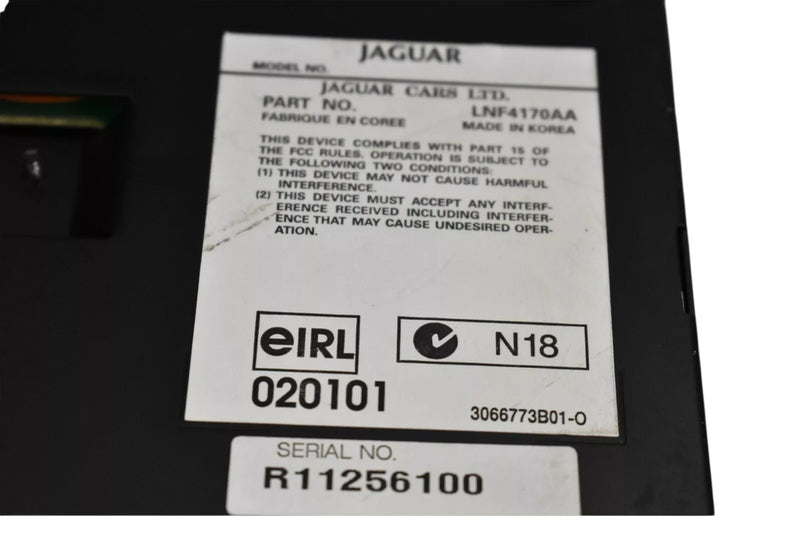 JAGUAR
MODEL NO.
JAGUAR CARS LTD.
PART NO. LNF4170AA
FABRIQUE EN COREE MADE IN KOREA
THIS DEVICE COMPLIES WITH PART 15 OF
THE FCC RULES. OPERATION IS SUBJECT TO
THE FOLLOWING TWO CONDITIONS:
(1) THIS DEVICE MAY NOT CAUSE HARMFUL
INTERFERENCE.
(2) THIS DEVICE MUST ACCEPT ANY INTERF-
ERENCE RECEIVED INCLUDING INTERFER-
ENCE THAT MAY CAUSE UNDESIRED OPER-
ATION.
eIRL N18
020101 3066773B01-O
SERIAL NO.
R11256100